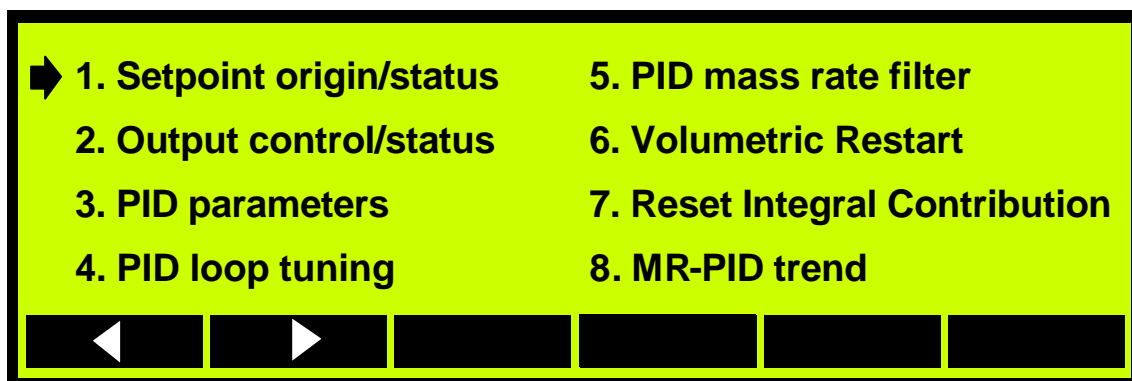 1. Setpoint origin/status
2. Output control/status
3. PID parameters
4. PID loop tuning
5. PID mass rate filter
6. Volumetric Restart
7. Reset Integral Contribution
8. MR-PID trend